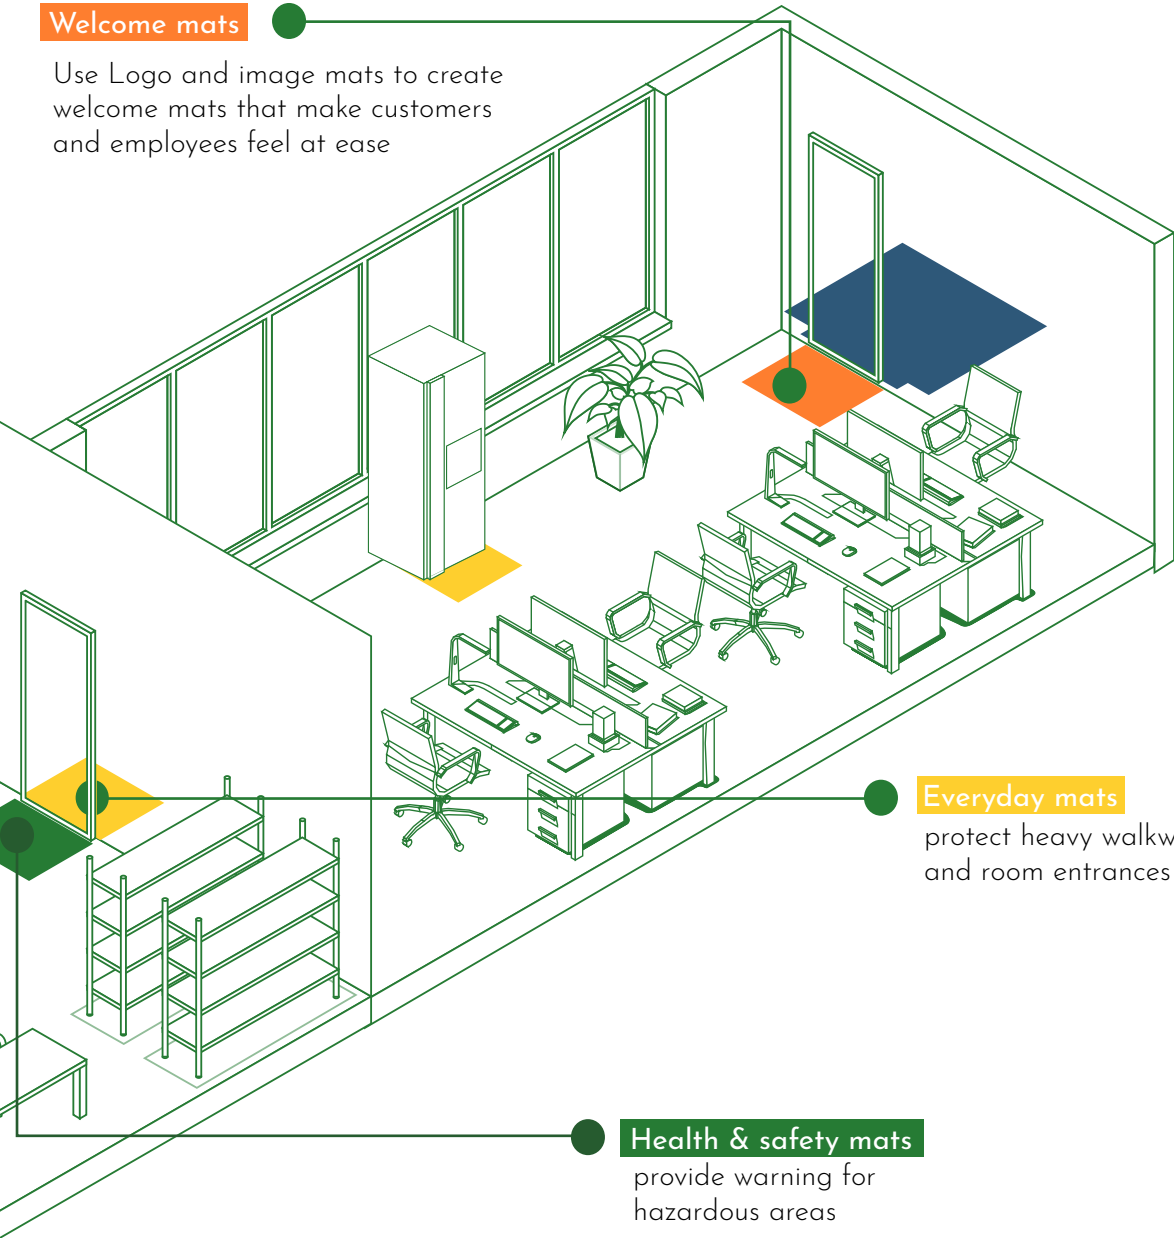 Welcome mats
Use Logo and image mats to create
welcome mats that make customers
and employees feel at ease
Everyday mats
protect heavy
and room entrances
Health & safety mats
provide warning for
hazardous areas